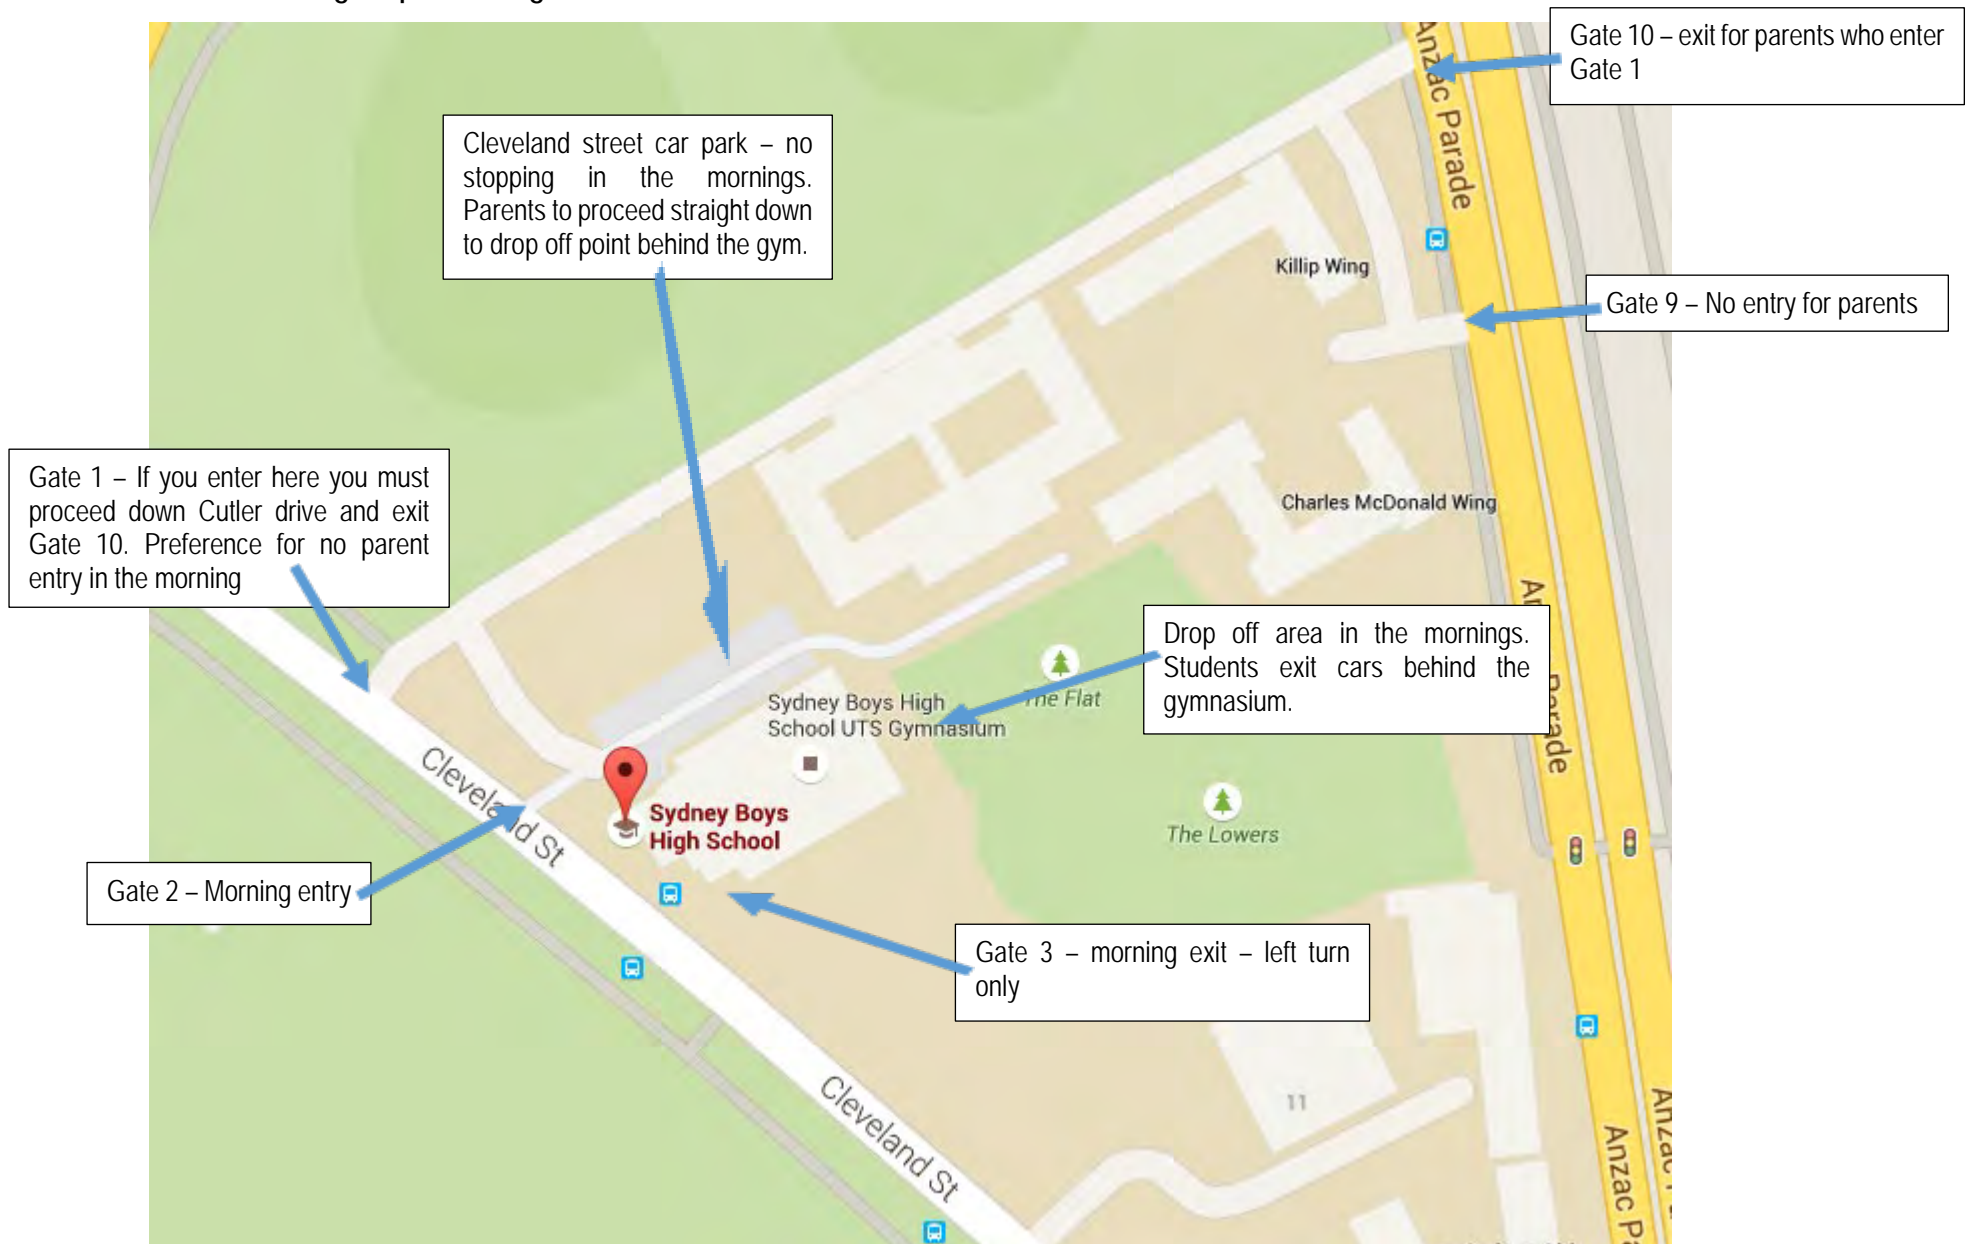 Gate 10 – exit for parents who enter
Gate 1
Anzac Parade
Cleveland street car park – no
stopping in the mornings.
Parents to proceed straight down
to drop off point behind the gym.
Killip Wing
Gate 9 – No entry for parents
Gate 1 – If you enter here you must
proceed down Cutler drive and exit
Gate 10. Preference for no parent
entry in the morning
Charles McDonald Wing
Drop off area in the mornings.
Students exit cars behind the
gymnasium.
The Flat
Sydney Boys High
School UTS Gymnasium
Parade
Cleveland St
Sydney Boys
High School
The Lowers
Gate 2 – Morning entry
Gate 3 – morning exit – left turn
only
11
Cleveland St
Anzac Pa
Anzac